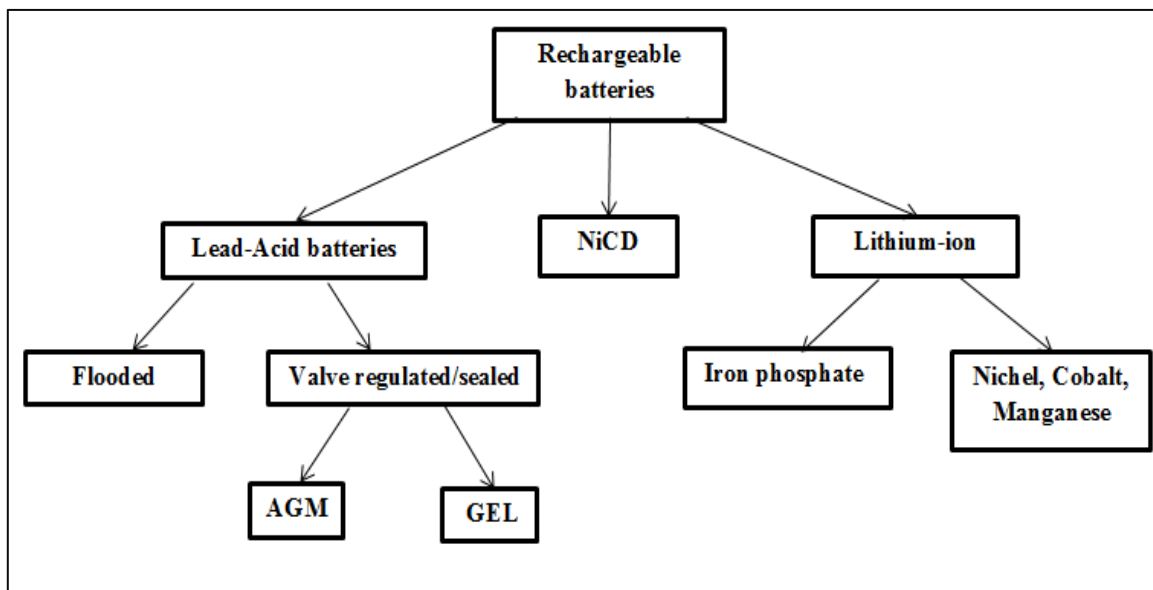 Rechargeable
batteries
Lead-Acid batteries
NiCD
Lithium-ion
Flooded
Valve regulated/sealed
Iron phosphate
Nichel, Cobalt,
Manganese
AGM
GEL